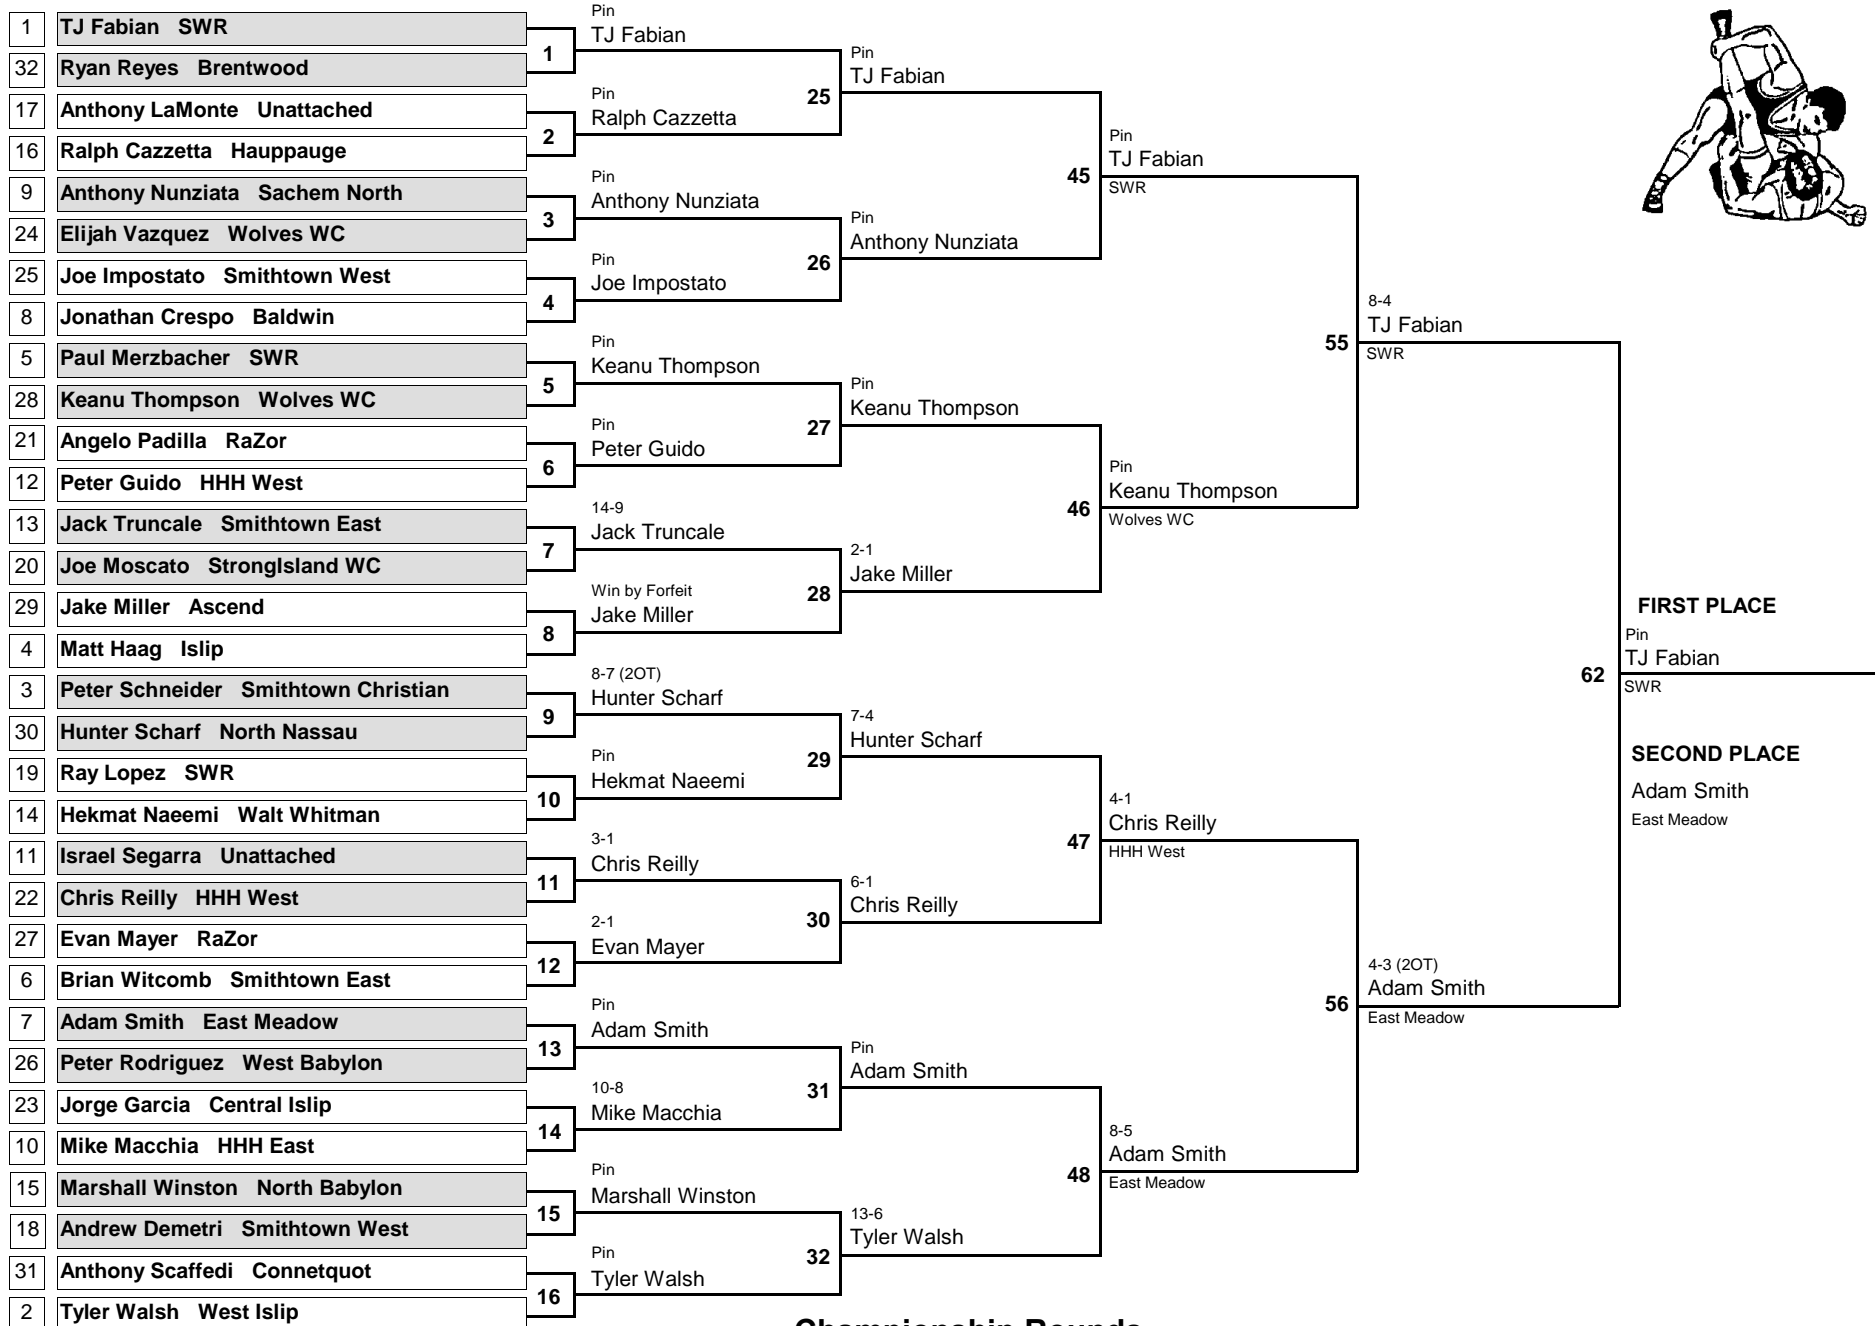 1 TJ Fabian SWR
32 Ryan Reyes Brentwood
17 Anthony LaMonte Unattached
16 Ralph Cazzetta Hauppauge
9 Anthony Nunziata Sachem North
24 Elijah Vazquez Wolves WC
25 Joe Impostato Smithtown West
8 Jonathan Crespo Baldwin
5 Paul Merzbacher SWR
28 Keanu Thompson Wolves WC
21 Angelo Padilla RaZor
12 Peter Guido HHH West
13 Jack Truncale Smithtown East
20 Joe Moscato StrongIsland WC
29 Jake Miller Ascend
4 Matt Haag Islip
3 Peter Schneider Smithtown Christian
30 Hunter Scharf North Nassau
19 Ray Lopez SWR
14 Hekmat Naeemi Walt Whitman
11 Israel Segarra Unattached
22 Chris Reilly HHH West
27 Evan Mayer RaZor
6 Brian Witcomb Smithtown East
7 Adam Smith East Meadow
26 Peter Rodriguez West Babylon
23 Jorge Garcia Central Islip
10 Mike Macchia HHH East
15 Marshall Winston North Babylon
18 Andrew Demetri Smithtown West
31 Anthony Scaffedi Connetquot
2 Tyler Walsh West Islip
Pin
TJ Fabian
1
Pin
Ralph Cazzetta
2
Pin
Anthony Nunziata
3
Pin
Joe Impostato
4
Pin
Keanu Thompson
5
Pin
Peter Guido
6
14-9
Jack Truncale
7
Win by Forfeit
Jake Miller
8
8-7 (2OT)
Hunter Scharf
9
Pin
Hekmat Naeemi
10
3-1
Chris Reilly
11
2-1
Evan Mayer
12
Pin
Adam Smith
13
10-8
Mike Macchia
14
Pin
Marshall Winston
15
Pin
Tyler Walsh
16
Pin
TJ Fabian
25
Pin
Anthony Nunziata
26
Pin
Keanu Thompson
27
2-1
Jake Miller
28
7-4
Hunter Scharf
29
6-1
Chris Reilly
30
Pin
Adam Smith
31
13-6
Tyler Walsh
32
Pin
TJ Fabian
45
SWR
Pin
Keanu Thompson
46
Wolves WC
4-1
Chris Reilly
47
HHH West
8-5
Adam Smith
48
East Meadow
8-4
TJ Fabian
55
SWR
4-3 (2OT)
Adam Smith
56
East Meadow
FIRST PLACE
Pin
TJ Fabian
62
SWR
SECOND PLACE
Adam Smith
East Meadow
Championship Rounds